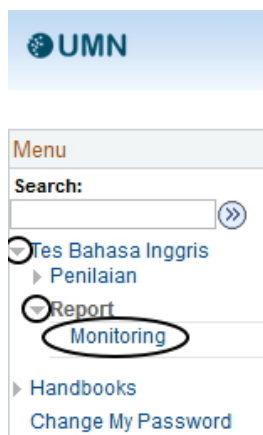 UMN
Menu
Search:
Tes Bahasa Inggris
Penilaian
Report
Monitoring
Handbooks
Change My Password